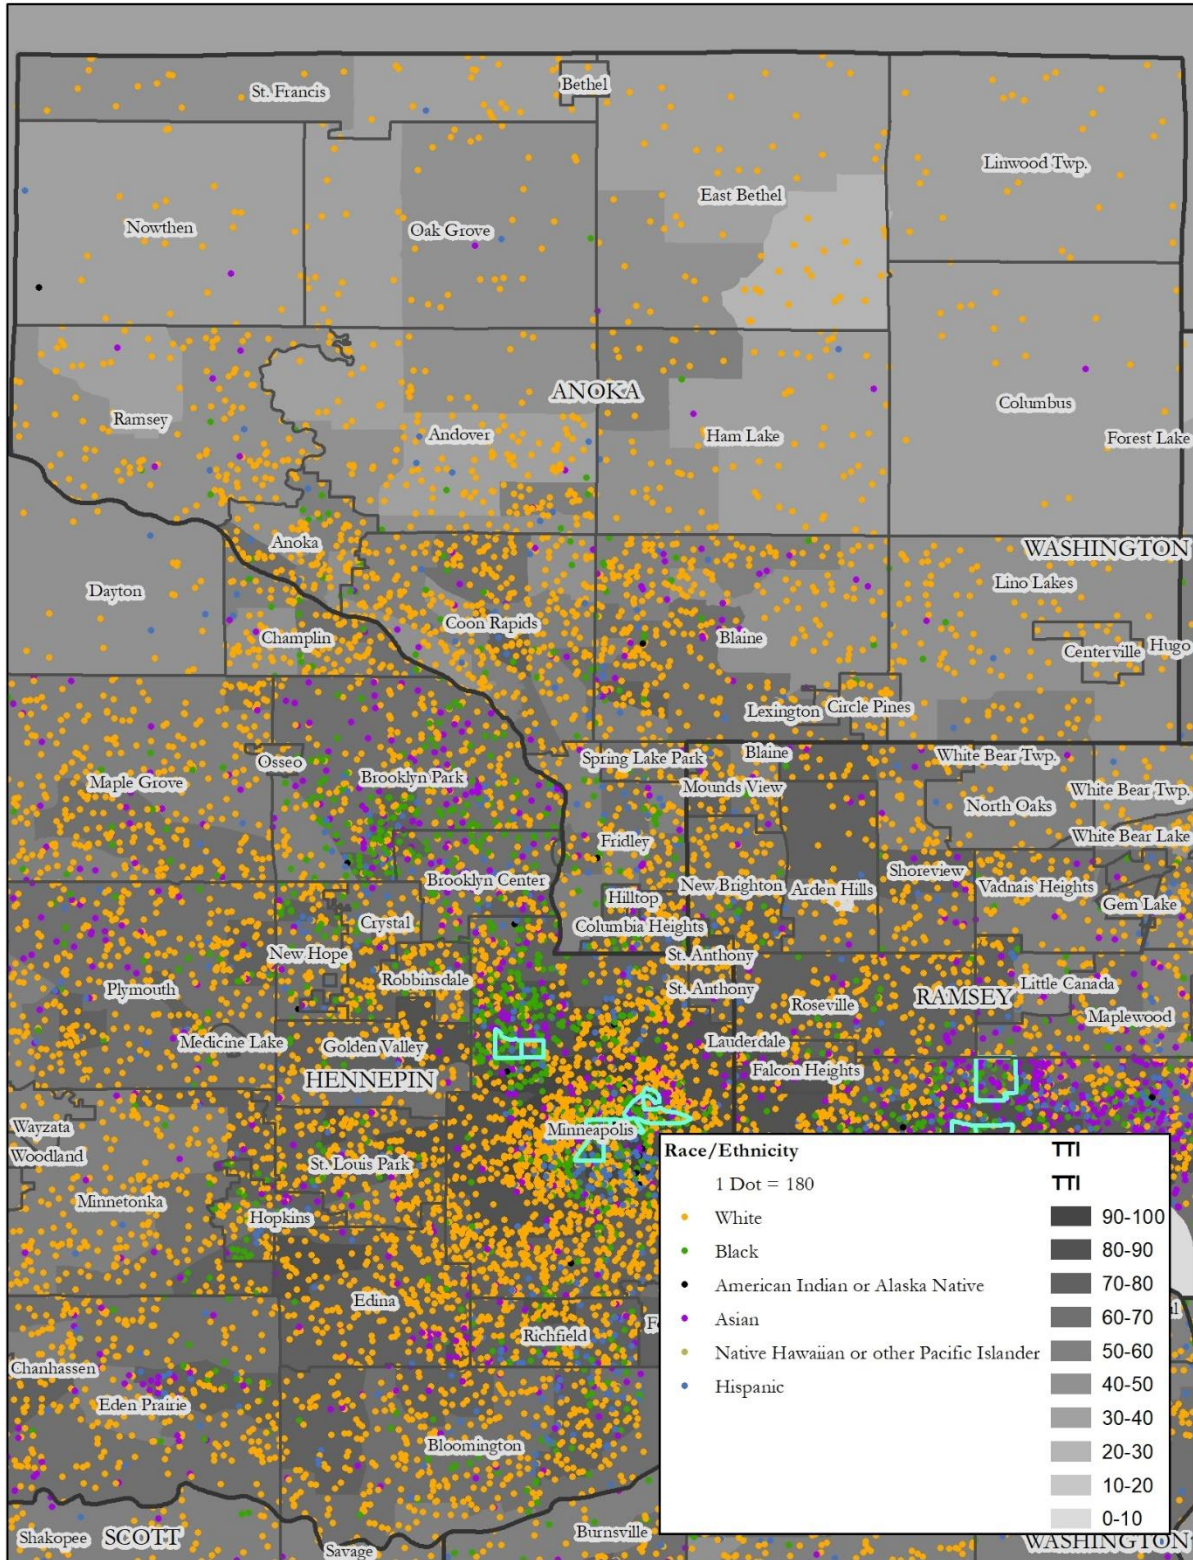 Bethel
St. Francis
Linwood Twp.
East Bethel
Nowthen
Oak Grove
ANOKA
Columbus
Ramsey
Andover
Ham Lake
Forest Lake
Anoka
WASHINGTON
Dayton
Lino Lakes
Coon Rapids
Champlin
Blaine
Centerville
Hugo
Lexington
Circle Pines
Osseo
Spring Lake Park
Blaine
White Bear Twp.
Maple Grove
Brooklyn Park
Mounds View
White Bear Twp.
North Oaks
Fridley
White Bear Lake
Brooklyn Center
New Brighton
Arden Hills
Shoreview
Vadnais Heights
Hilltop
Gem Lake
Crystal
Columbia Heights
New Hope
St. Anthony
Robbinsdale
St. Anthony
Little Canada
Plymouth
Roseville
RAMSEY
Maplewood
Medicine Lake
Golden Valley
Lauderdale
HENNEPIN
Falcon Heights
Wayzata
Minneapolis
Woodland
St. Louis Park
Minnetonka
Hopkins
Edina
Richfield
Chanhassen
Eden Prairie
Bloomington
Shakopee
SCOTT
Savage
Burnsville
WASHINGTON
Race/Ethnicity
1 Dot = 180
White
Black
American Indian or Alaska Native
Asian
Native Hawaiian or other Pacific Islander
Hispanic
TTI
TTI
90-100
80-90
70-80
60-70
50-60
40-50
30-40
20-30
10-20
0-10